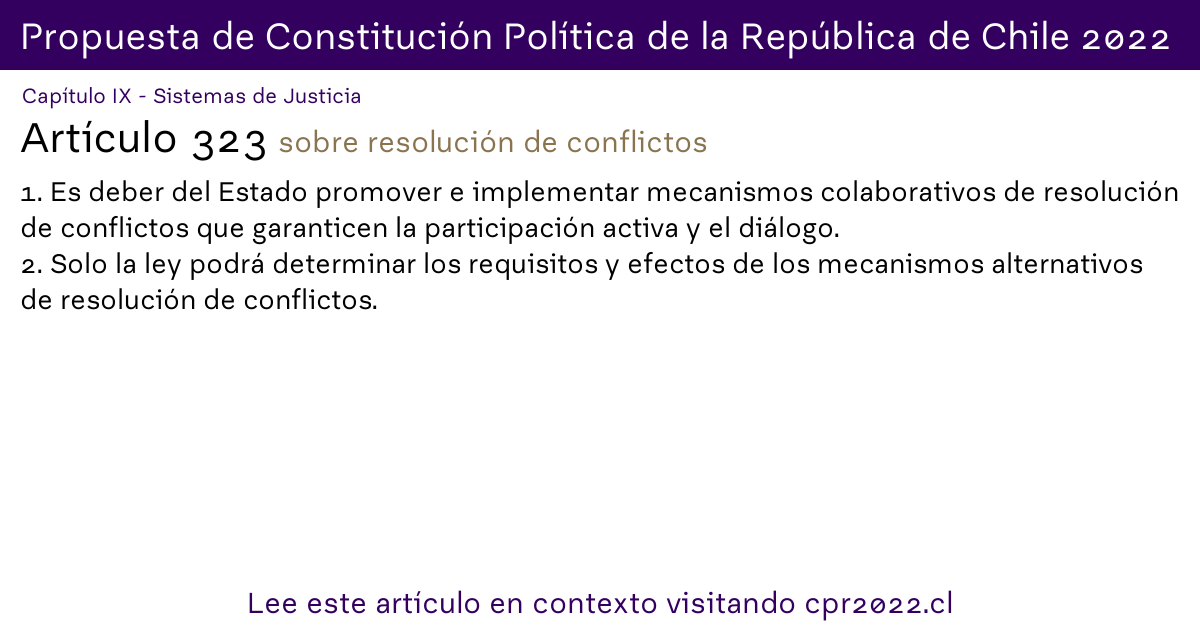 Propuesta de Constitución Política de la República de Chile 2022
Capítulo IX - Sistemas de Justicia
Artículo 323 sobre resolución de conflictos
1. Es deber del Estado promover e implementar mecanismos colaborativos de resolución
de conflictos que garanticen la participación activa y el diálogo.
2. Solo la ley podrá determinar los requisitos y efectos de los mecanismos alternativos
de resolución de conflictos.
Lee este artículo en contexto visitando cpr2022.cl